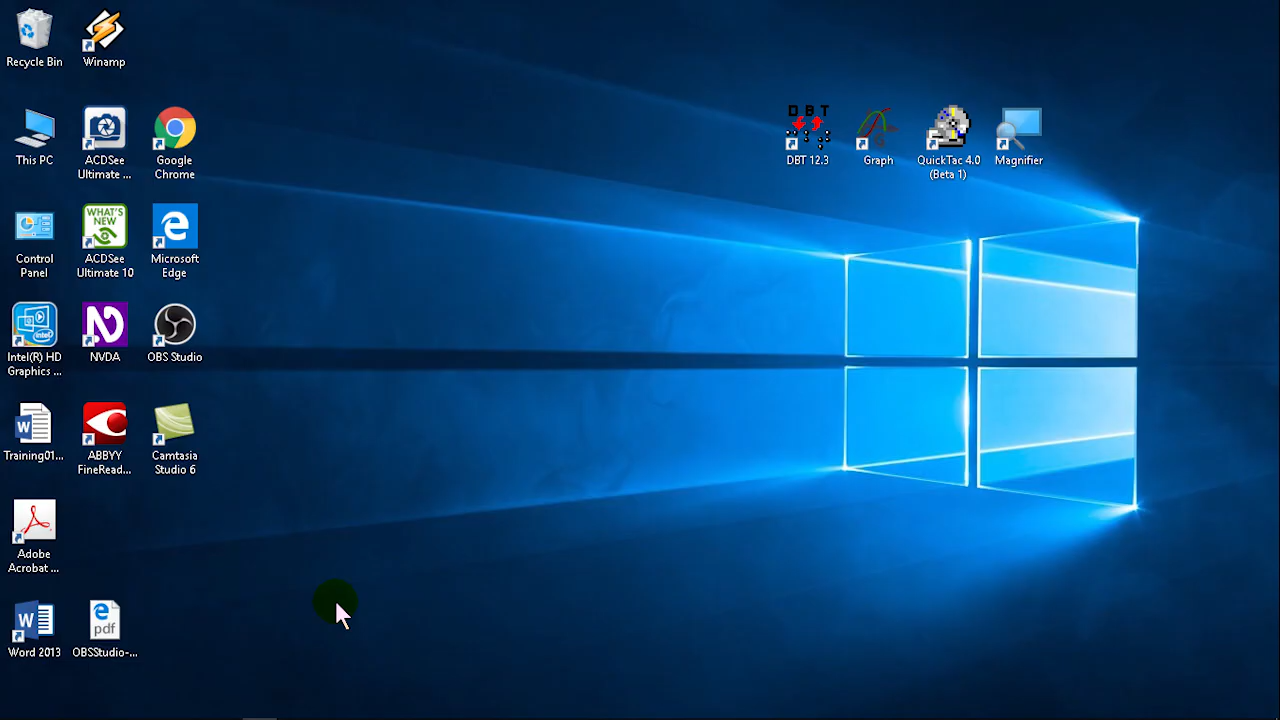 Recycle Bin
Winamp
This PC
ACDSee
Ultimate ...
Google
Chrome
DBT
DBT 12.3
Graph
QuickTac 4.0
(Beta 1)
Magnifier
Control
Panel
WHAT'S
NEW
ACDSee
Ultimate 10
Microsoft
Edge
intel
Intel(R) HD
Graphics ...
NVDA
OBS Studio
W
Training01...
ABBYY
FineRead...
Camtasia
Studio 6
Adobe
Acrobat ...
W
Word 2013
pdf
OBSStudio-...